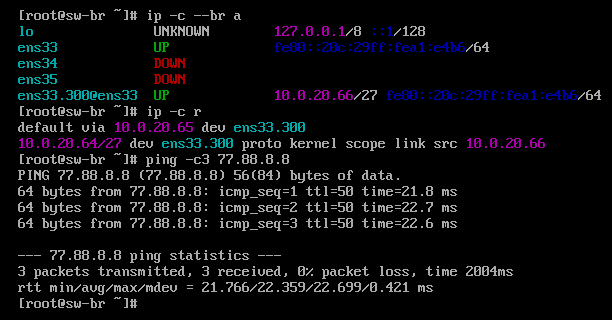 [root@sw-br ~]# ip -c --br a
lo UNKNOWN 127.0.0.1/8 ::1/128
ens33 UP fe80::20c:29ff:fea1:e4b6/64
ens34 DOWN
ens35 DOWN
ens33.300@ens33 UP 10.0.20.66/27 fe80::20c:29ff:fea1:e4b6/64
[root@sw-br ~]# ip -c r
default via 10.0.20.65 dev ens33.300
10.0.20.64/27 dev ens33.300 proto kernel scope link src 10.0.20.66
[root@sw-br ~]# ping -c3 77.88.8.8
PING 77.88.8.8 (77.88.8.8) 56(84) bytes of data.
64 bytes from 77.88.8.8: icmp_seq=1 ttl=50 time=21.8 ms
64 bytes from 77.88.8.8: icmp_seq=2 ttl=50 time=22.7 ms
64 bytes from 77.88.8.8: icmp_seq=3 ttl=50 time=22.6 ms
--- 77.88.8.8 ping statistics ---
3 packets transmitted, 3 received, 0% packet loss, time 2004ms
rtt min/avg/max/mdev = 21.766/22.359/22.699/0.421 ms
[root@sw-br ~]#